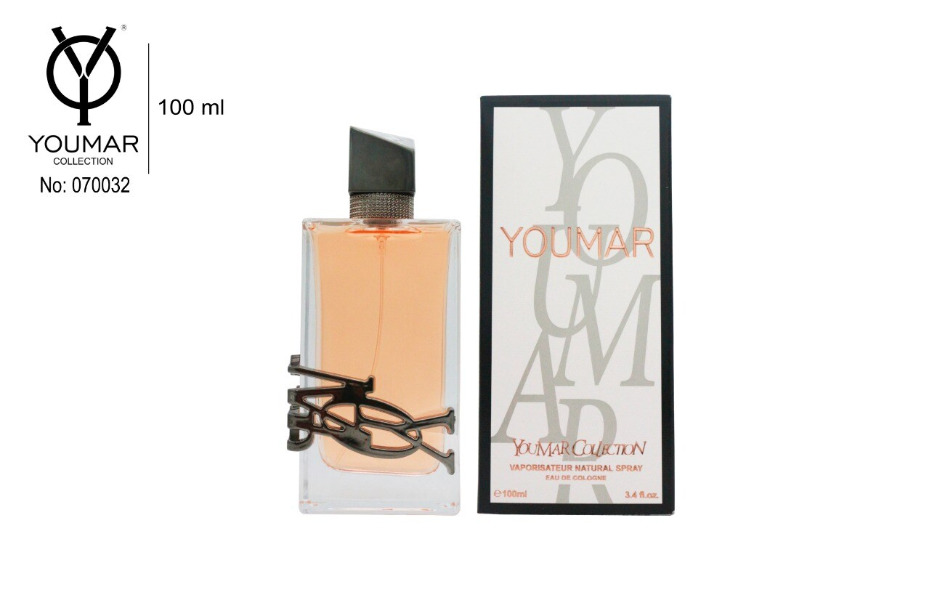 ®
YOUMAR
COLLECTION
No: 070032
100 ml
YOUMAR
YOUMAR
YOUMAR COLLECTION
VAPORISATEUR NATURAL SPRAY
EAU DE COLOGNE
℮100ml
3.4 fl.oz.